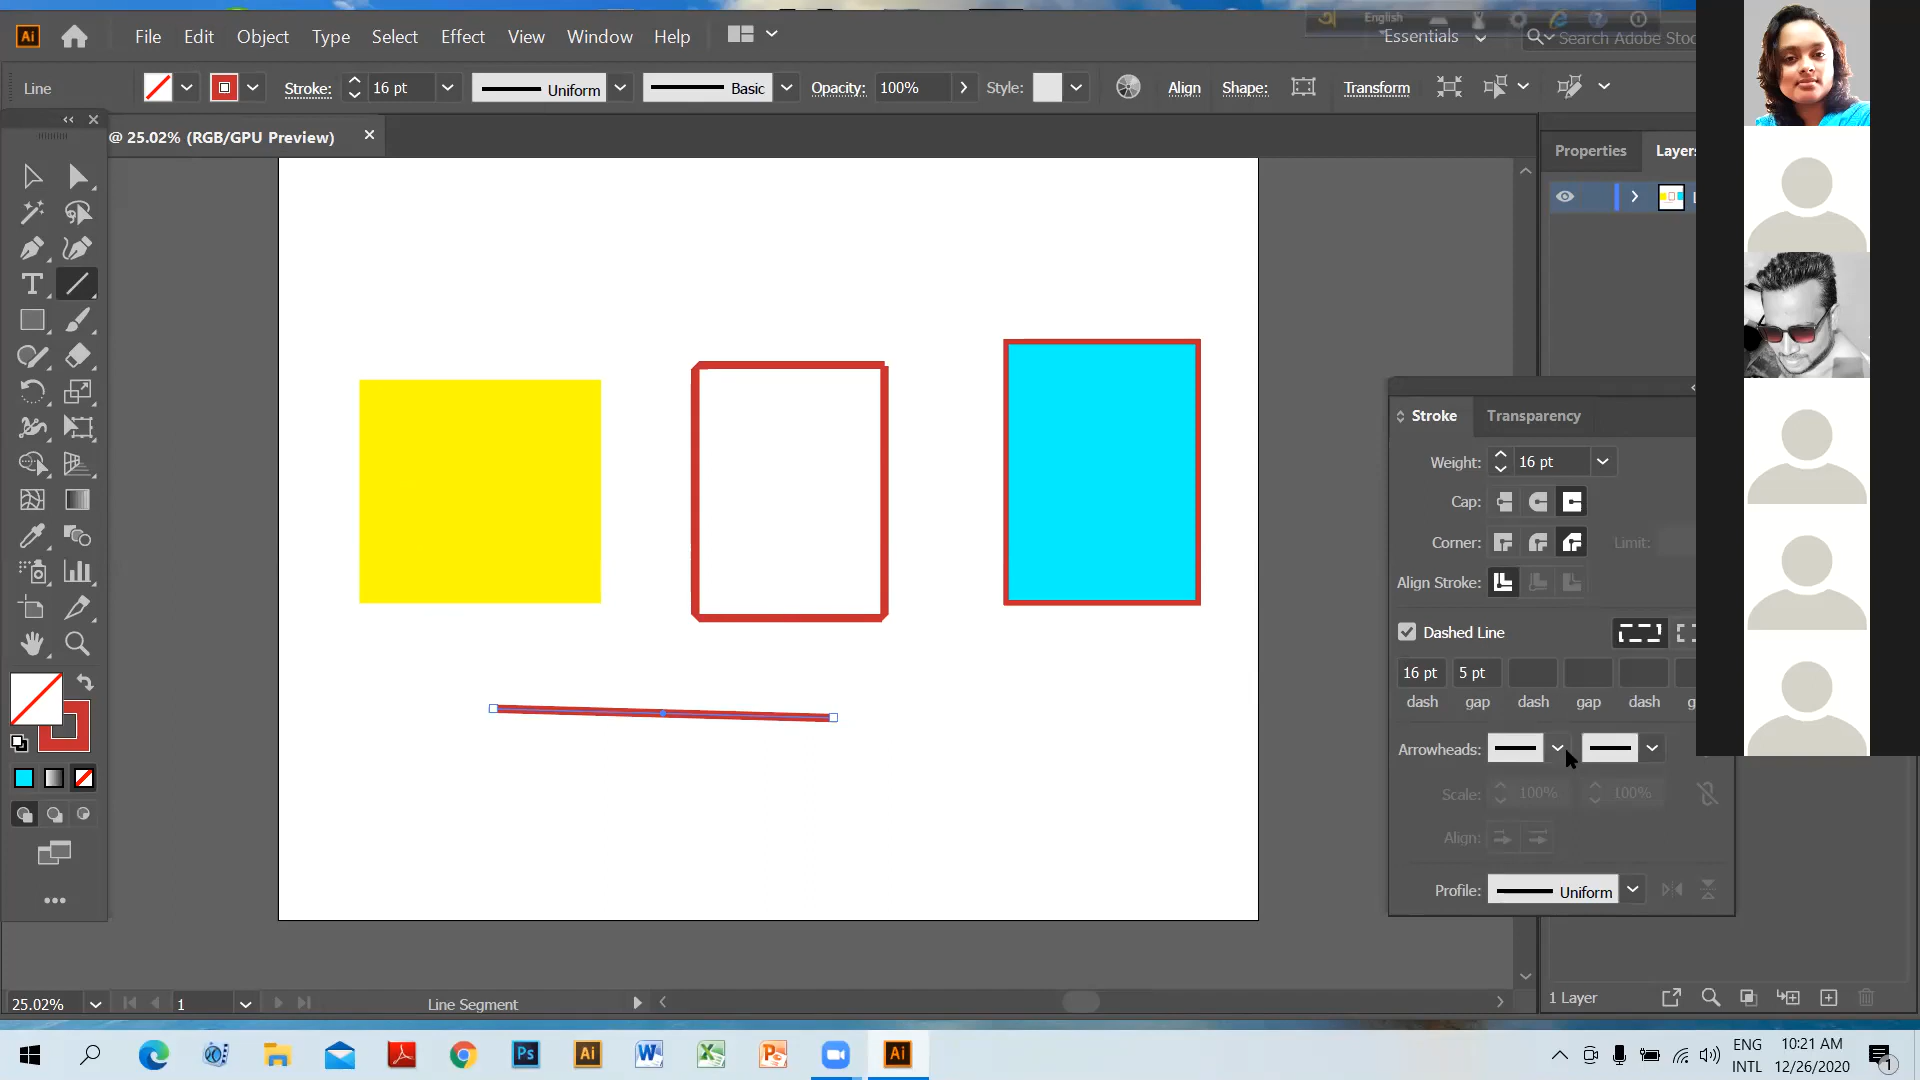 English
File Edit Object Type Select Effect View Window Help Essentials Search Adobe Stoc
Line Stroke: 16 pt Uniform Basic Opacity: 100% Style: Align Shape: Transform
@ 25.02% (RGB/GPU Preview)
Properties Layers
Stroke Transparency
Weight: 16 pt
Cap:
Corner: Limit:
Align Stroke:
Dashed Line
16 pt 5 pt
dash gap dash gap dash g
Arrowheads:
Scale: 100% 100%
Align:
Profile: Uniform
25.02% 1 Line Segment
1 Layer
ENG 10:21 AM
INTL 12/26/2020 1